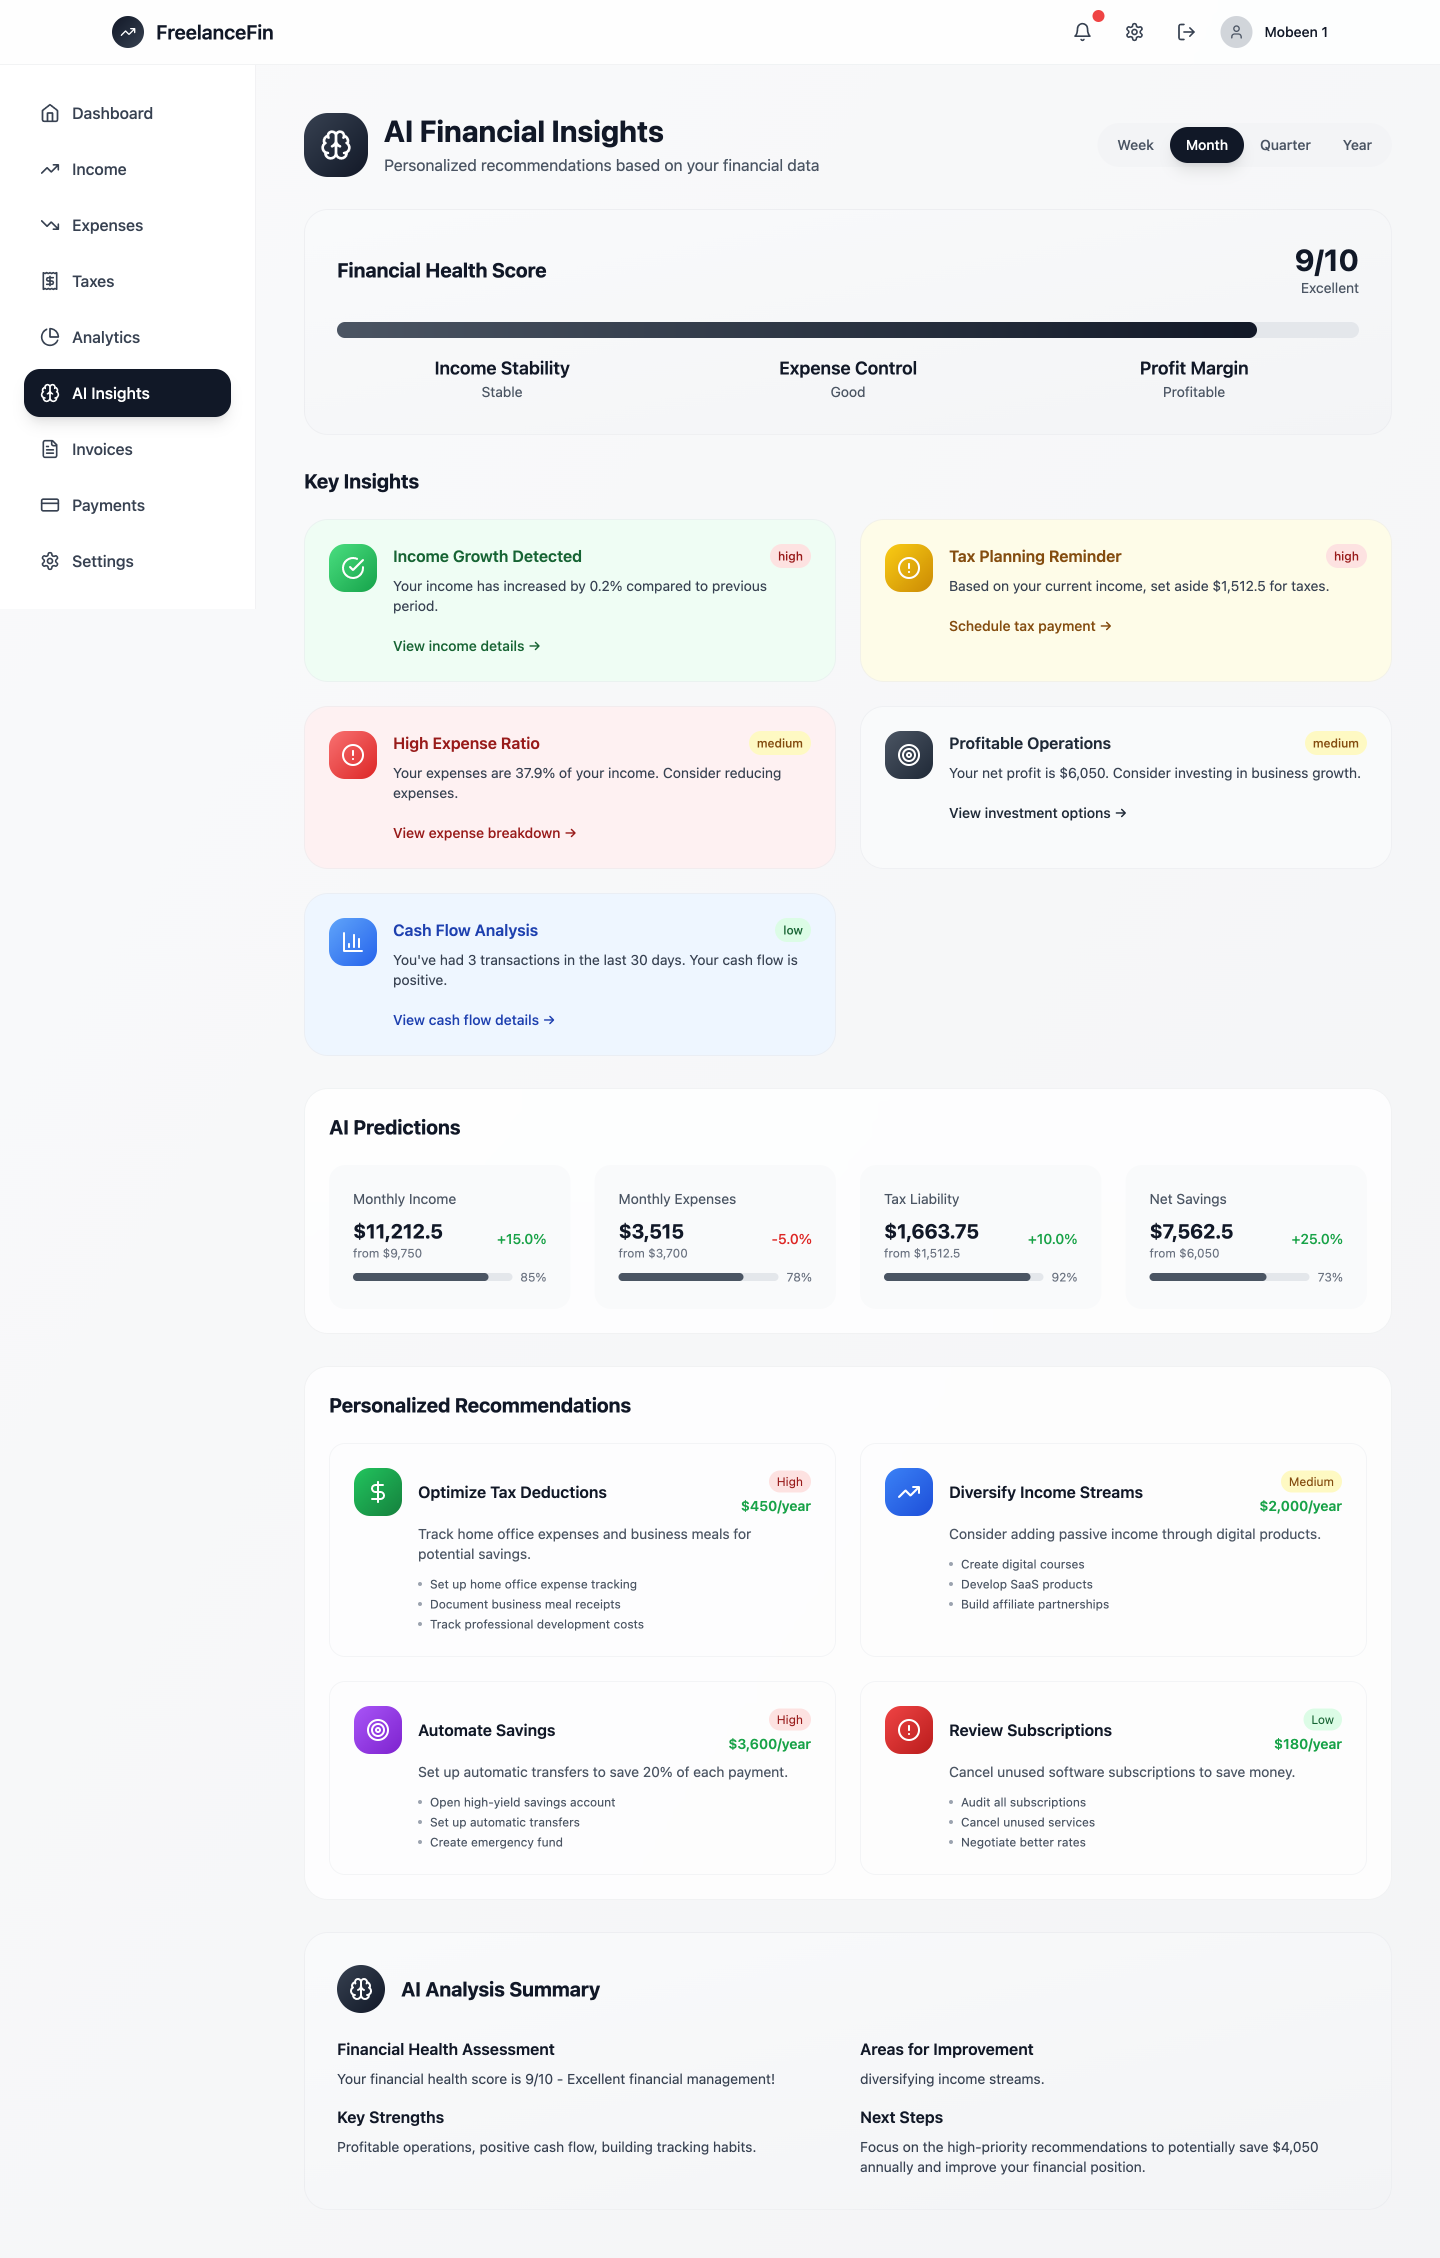 FreelanceFin
Mobeen 1
Dashboard
Income
Expenses
Taxes
Analytics
AI Insights
Invoices
Payments
Settings
AI Financial Insights
Personalized recommendations based on your financial data
Week Month Quarter Year
Financial Health Score
9/10
Excellent
Income Stability
Stable
Expense Control
Good
Profit Margin
Profitable
Key Insights
Income Growth Detected
high
Your income has increased by 0.2% compared to previous
period.
View income details →
Tax Planning Reminder
high
Based on your current income, set aside $1,512.5 for taxes.
Schedule tax payment →
High Expense Ratio
medium
Your expenses are 37.9% of your income. Consider reducing
expenses.
View expense breakdown →
Profitable Operations
medium
Your net profit is $6,050. Consider investing in business growth.
View investment options →
Cash Flow Analysis
low
You've had 3 transactions in the last 30 days. Your cash flow is
positive.
View cash flow details →
AI Predictions
Monthly Income
$11,212.5
from $9,750
+15.0%
85%
Monthly Expenses
$3,515
from $3,700
-5.0%
78%
Tax Liability
$1,663.75
from $1,512.5
+10.0%
92%
Net Savings
$7,562.5
from $6,050
+25.0%
73%
Personalized Recommendations
Optimize Tax Deductions
High
$450/year
Track home office expenses and business meals for
potential savings.
• Set up home office expense tracking
• Document business meal receipts
• Track professional development costs
Diversify Income Streams
Medium
$2,000/year
Consider adding passive income through digital products.
• Create digital courses
• Develop SaaS products
• Build affiliate partnerships
Automate Savings
High
$3,600/year
Set up automatic transfers to save 20% of each payment.
• Open high-yield savings account
• Set up automatic transfers
• Create emergency fund
Review Subscriptions
Low
$180/year
Cancel unused software subscriptions to save money.
• Audit all subscriptions
• Cancel unused services
• Negotiate better rates
AI Analysis Summary
Financial Health Assessment
Your financial health score is 9/10 - Excellent financial management!
Key Strengths
Profitable operations, positive cash flow, building tracking habits.
Areas for Improvement
diversifying income streams.
Next Steps
Focus on the high-priority recommendations to potentially save $4,050
annually and improve your financial position.